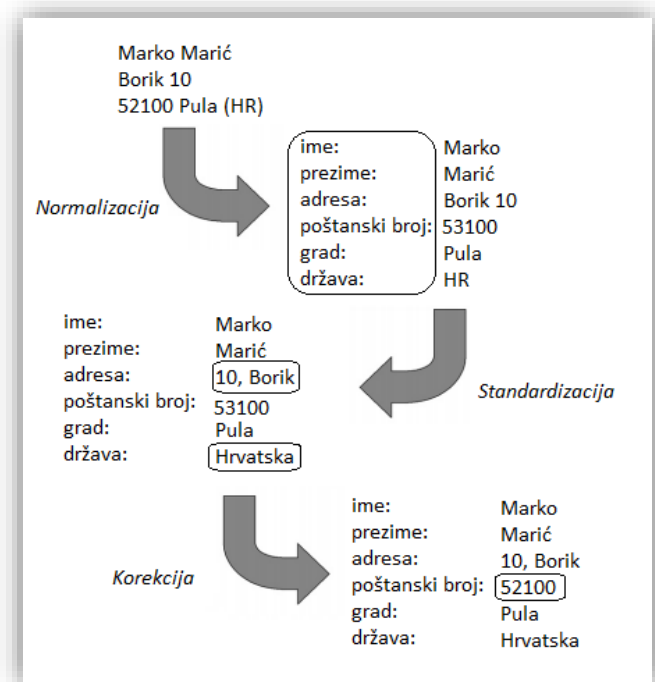 Marko Marić
Borik 10
52100 Pula (HR)
Normalizacija
ime: Marko
prezime: Marić
adresa: Borik 10
poštanski broj: 53100
grad: Pula
država: HR
Standardizacija
ime: Marko
prezime: Marić
adresa: 10, Borik
poštanski broj: 53100
grad: Pula
država: Hrvatska
Korekcija
ime: Marko
prezime: Marić
adresa: 10, Borik
poštanski broj: 52100
grad: Pula
država: Hrvatska